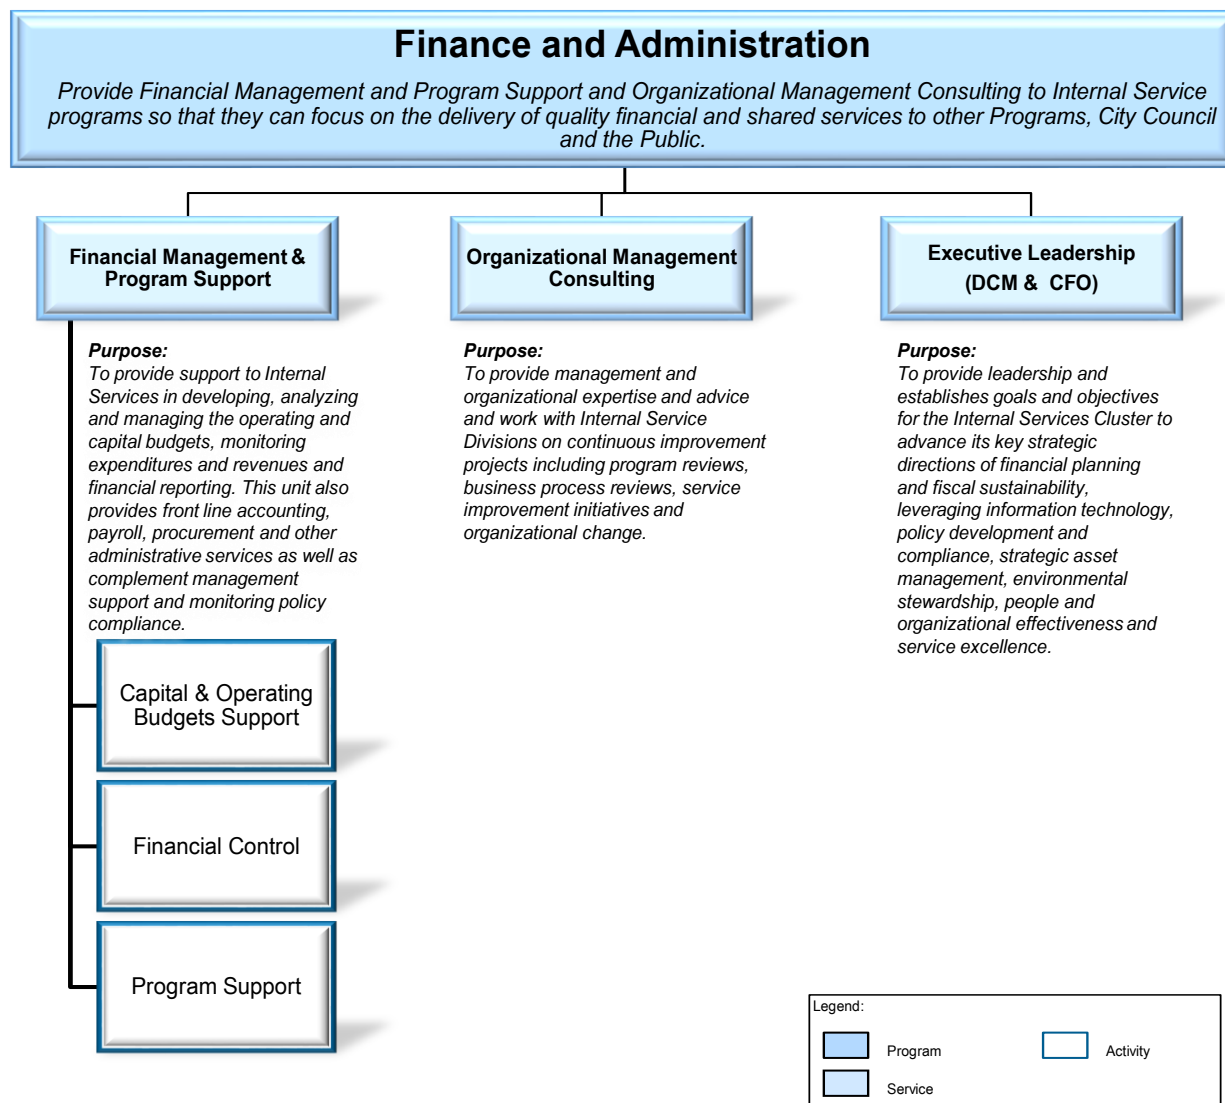 Finance and Administration
Provide Financial Management and Program Support and Organizational Management Consulting to Internal Service
programs so that they can focus on the delivery of quality financial and shared services to other Programs, City Council
and the Public.
Financial Management &
Program Support
Organizational Management
Consulting
Executive Leadership
(DCM & CFO)
Purpose:
To provide support to Internal
Services in developing, analyzing
and managing the operating and
capital budgets, monitoring
expenditures and revenues and
financial reporting. This unit also
provides front line accounting,
payroll, procurement and other
administrative services as well as
complement management
support and monitoring policy
compliance.
Purpose:
To provide management and
organizational expertise and advice
and work with Internal Service
Divisions on continuous improvement
projects including program reviews,
business process reviews, service
improvement initiatives and
organizational change.
Purpose:
To provide leadership and
establishes goals and objectives
for the Internal Services Cluster to
advance its key strategic
directions of financial planning
and fiscal sustainability,
leveraging information technology,
policy development and
compliance, strategic asset
management, environmental
stewardship, people and
organizational effectiveness and
service excellence.
Capital & Operating
Budgets Support
Financial Control
Program Support
Legend:
Program
Activity
Service